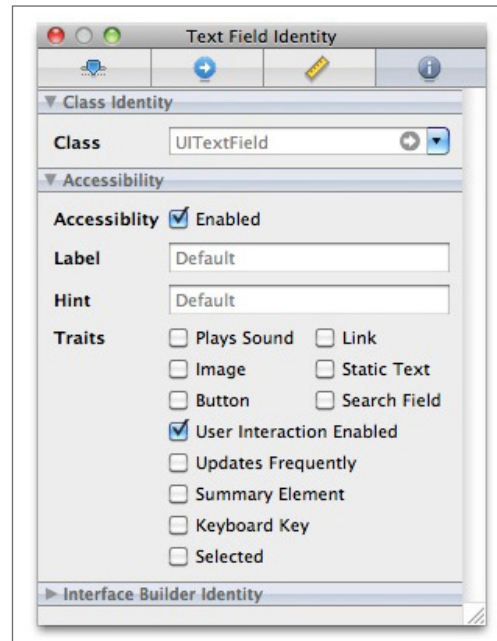 Text Field Identity
Class Identity
Class UITextField
Accessibility
Accessiblity Enabled
Label Default
Hint Default
Traits Plays Sound Link
Image Static Text
Button Search Field
User Interaction Enabled
Updates Frequently
Summary Element
Keyboard Key
Selected
Interface Builder Identity